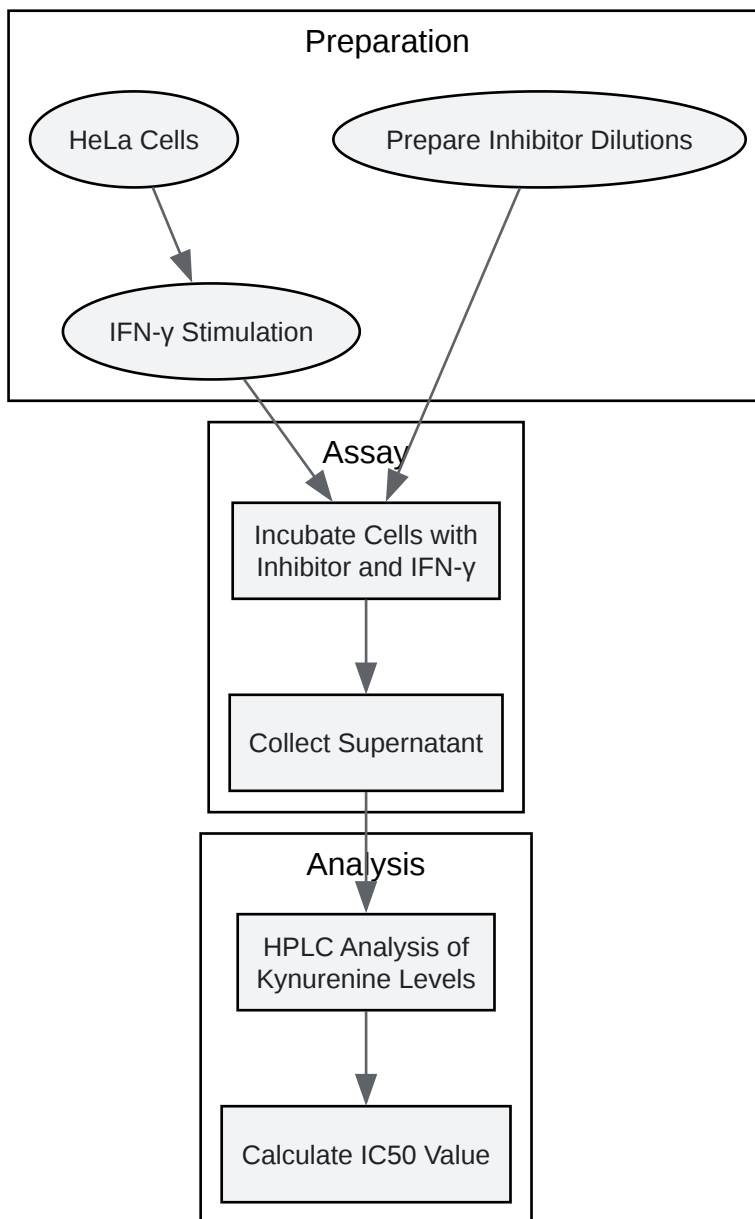 Preparation
HeLa Cells
Prepare Inhibitor Dilutions
IFN-γ Stimulation
Assay
Incubate Cells with
Inhibitor and IFN-γ
Collect Supernatant
Analysis
HPLC Analysis of
Kynurenine Levels
Calculate IC50 Value